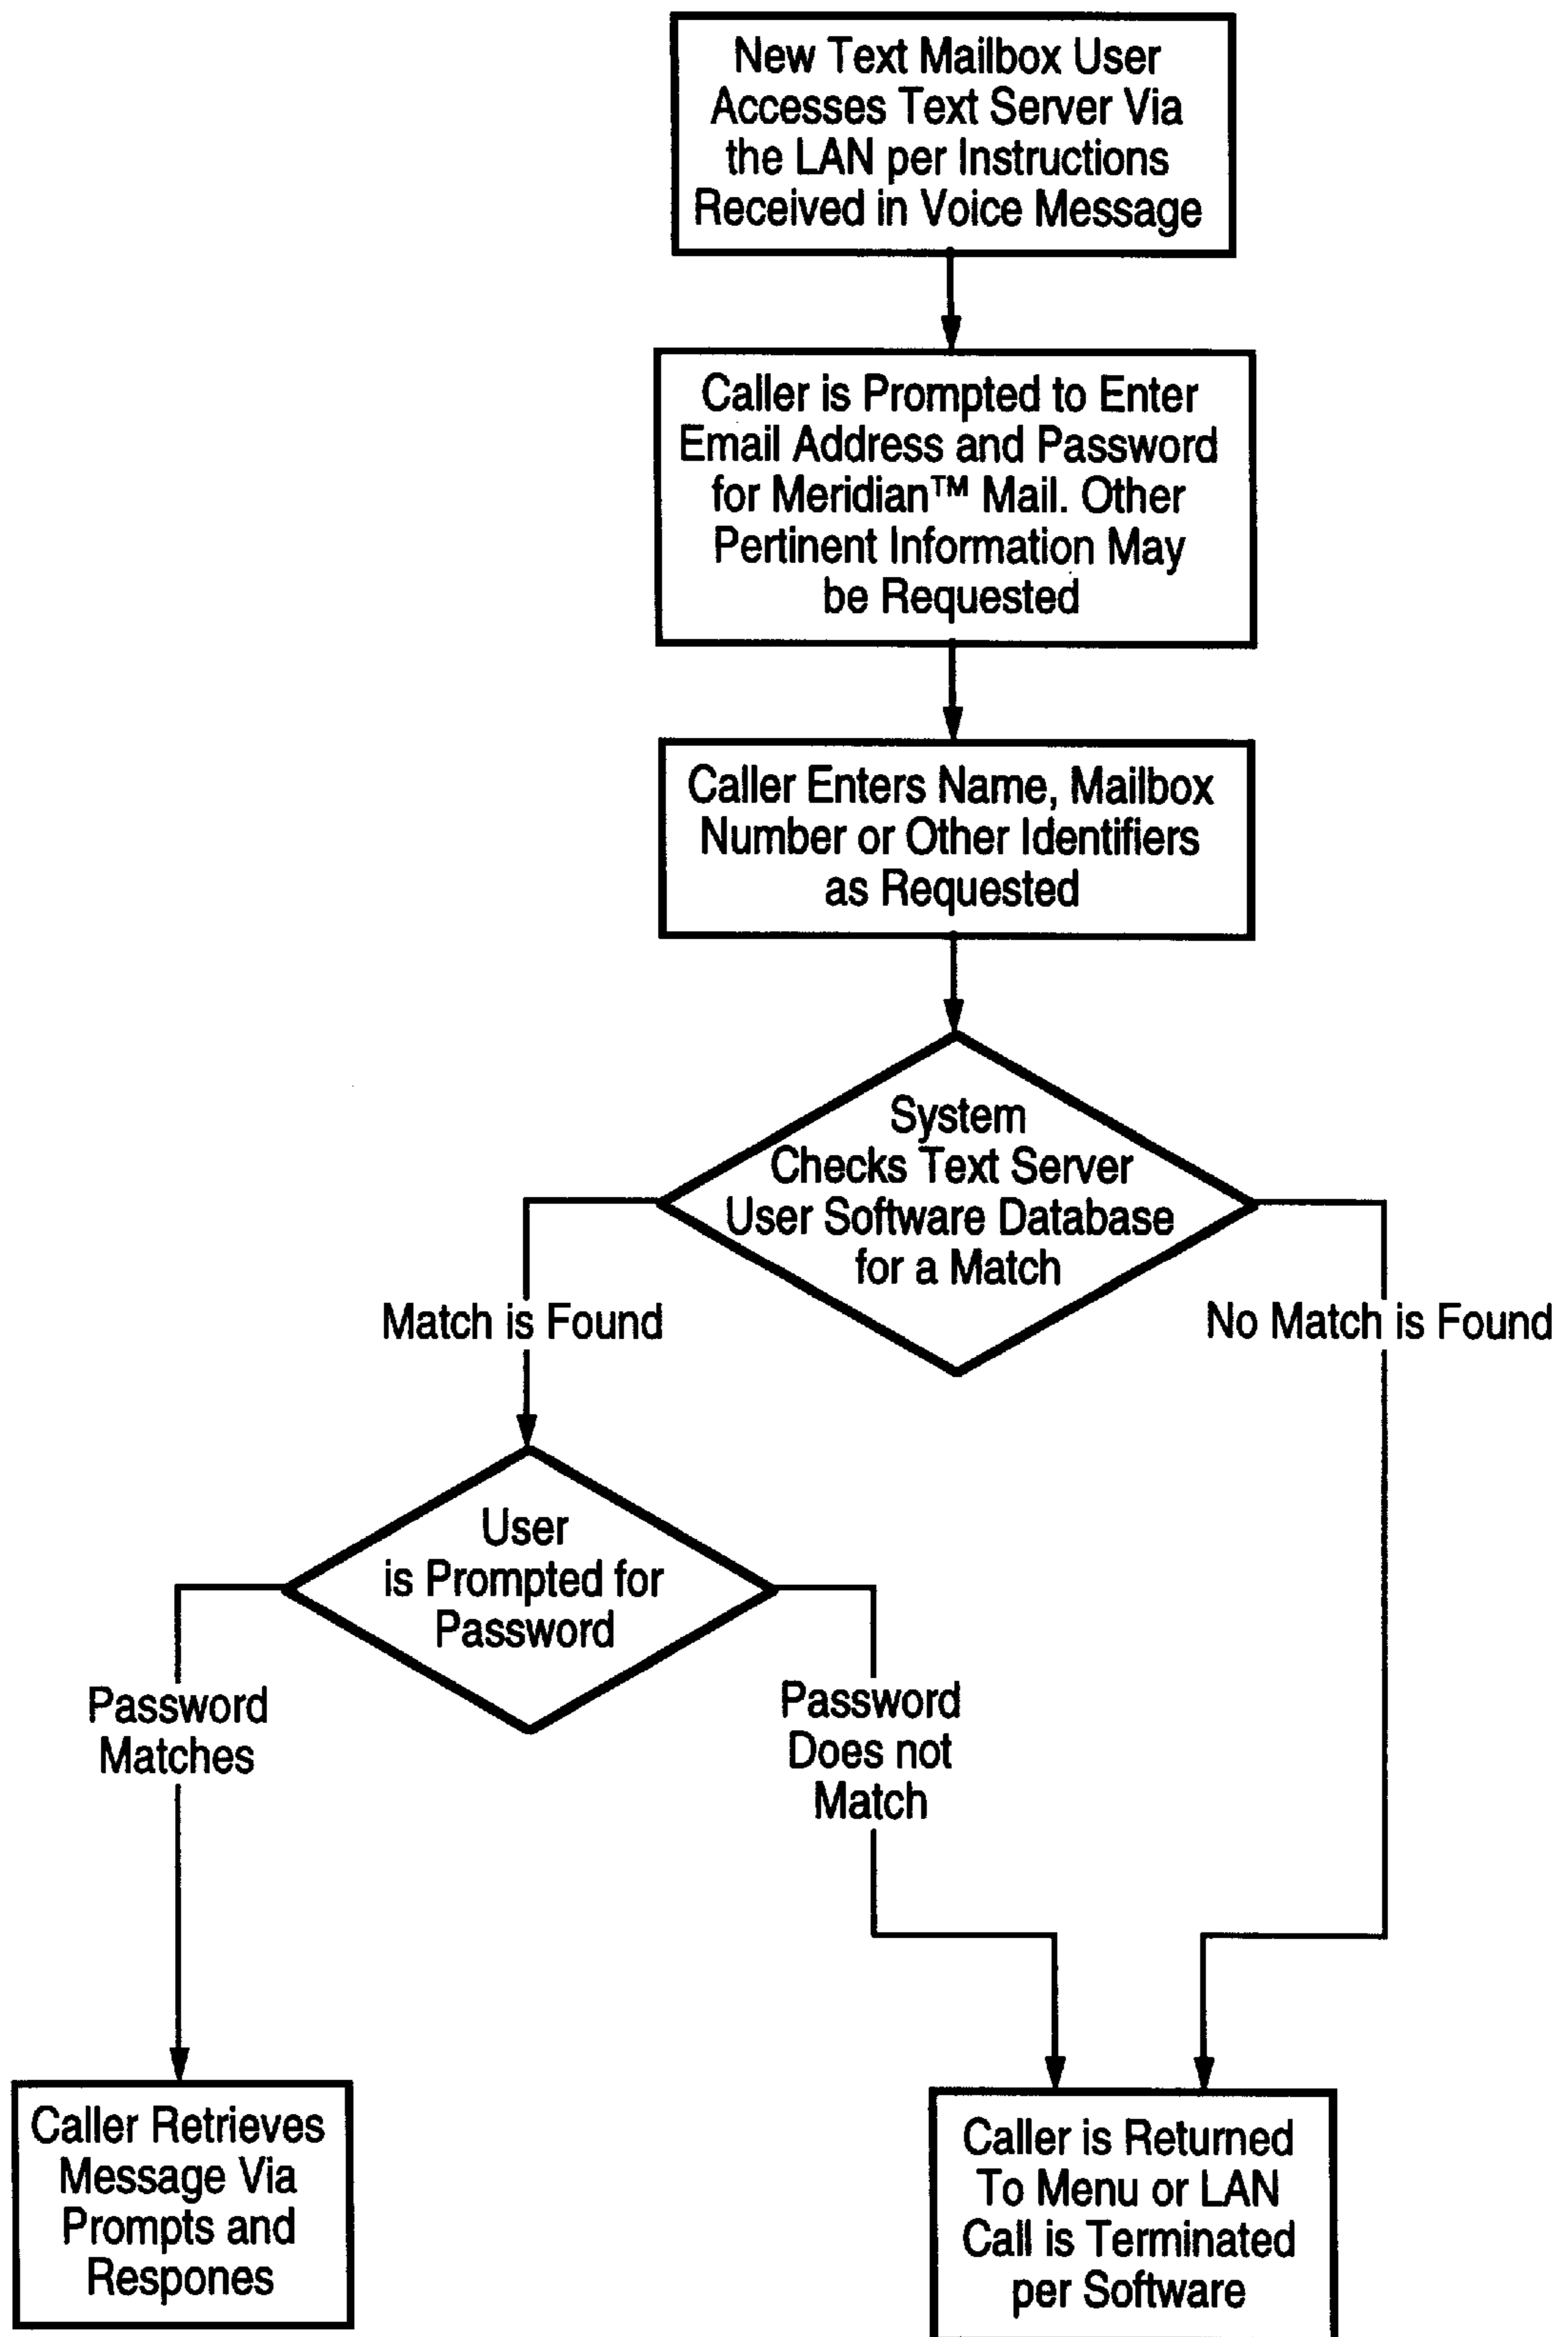 New Text Mailbox User
Accesses Text Server Via
the LAN per Instructions
Received in Voice Message
Caller is Prompted to Enter
Email Address and Password
for Meridian™ Mail. Other
Pertinent Information May
be Requested
Caller Enters Name, Mailbox
Number or Other Identifiers
as Requested
System
Checks Text Server
User Software Database
for a Match
Match is Found
No Match is Found
User
is Prompted for
Password
Password
Matches
Password
Does not
Match
Caller Retrieves
Message Via
Prompts and
Respones
Caller is Returned
To Menu or LAN
Call is Terminated
per Software